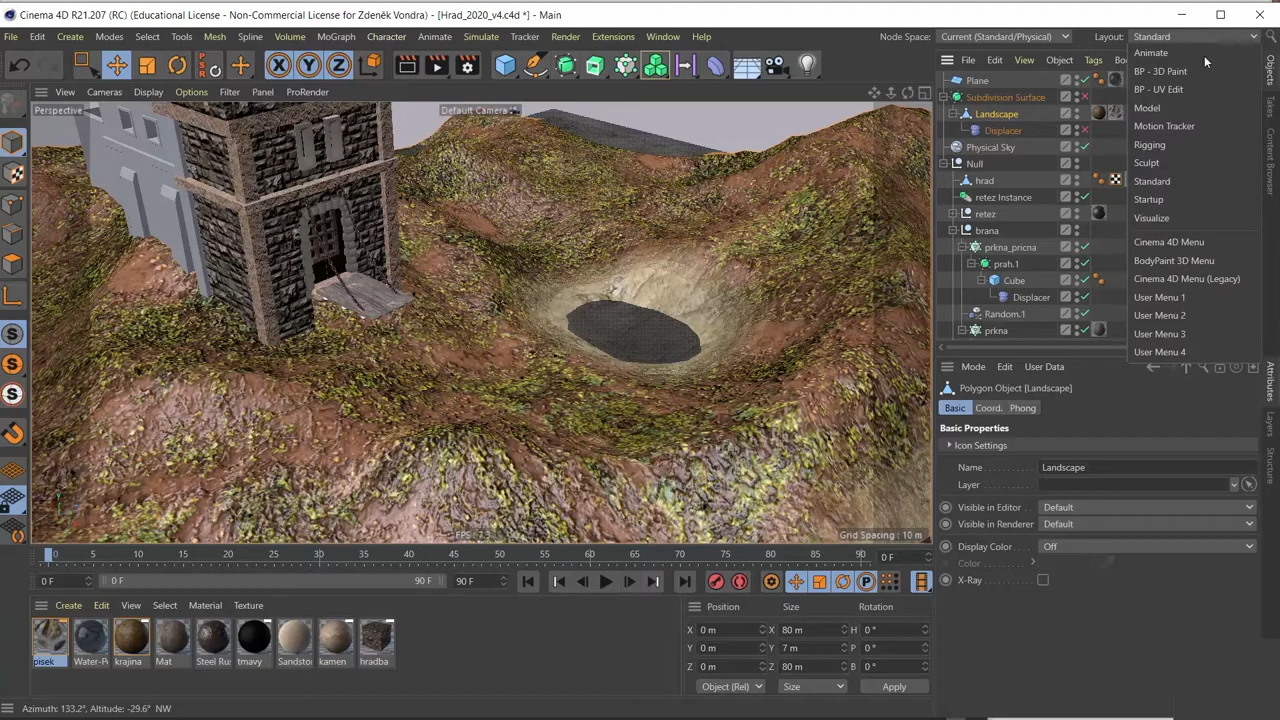 Cinema 4D R21.207 (RC) (Educational License - Non-Commercial License for Zdeněk Vondra) - [Hrad_2020_v4.c4d *] - Main
File Edit Create Modes Select Tools Mesh Spline Volume MoGraph Character Animate Simulate Tracker Render Extensions Window Help Node Space: Current (Standard/Physical) Layout: Standard
X Y Z
PSR
View Cameras Display Options Filter Panel ProRender
Perspective
Default Camera
FPS : 7.3
Grid Spacing : 10 m
File Edit View Object Tags
Plane
Subdivision Surface
Landscape
Displacer
Physical Sky
Null
hrad
retez Instance
retez
brana
prkna_pricna
prah.1
Cube
Displacer
Random.1
prkna
Animate
BP - 3D Paint
BP - UV Edit
Model
Motion Tracker
Rigging
Sculpt
Standard
Startup
Visualize
Cinema 4D Menu
BodyPaint 3D Menu
Cinema 4D Menu (Legacy)
User Menu 1
User Menu 2
User Menu 3
User Menu 4
Objects
Takes
Content Browser
Attributes
Layers
Structure
Mode Edit User Data
Polygon Object [Landscape]
Basic Coord. Phong
Basic Properties
Icon Settings
Name Landscape
Layer
Visible in Editor Default
Visible in Renderer Default
Display Color Off
Color
X-Ray
0 5 10 15 20 25 30 35 40 45 50 55 60 65 70 75 80 85 90 0 F
0 F 0 F 90 F 90 F
Create Edit View Select Material Texture
pisek Water-P krajina Mat Steel Ru tmavy Sandsto kamen hradba
Position Size Rotation
X 0 m X 80 m H 0 °
Y 0 m Y 7 m P 0 °
Z 0 m Z 80 m B 0 °
Object (Rel) Size Apply
Azimuth: 133.2°, Altitude: -29.6° NW